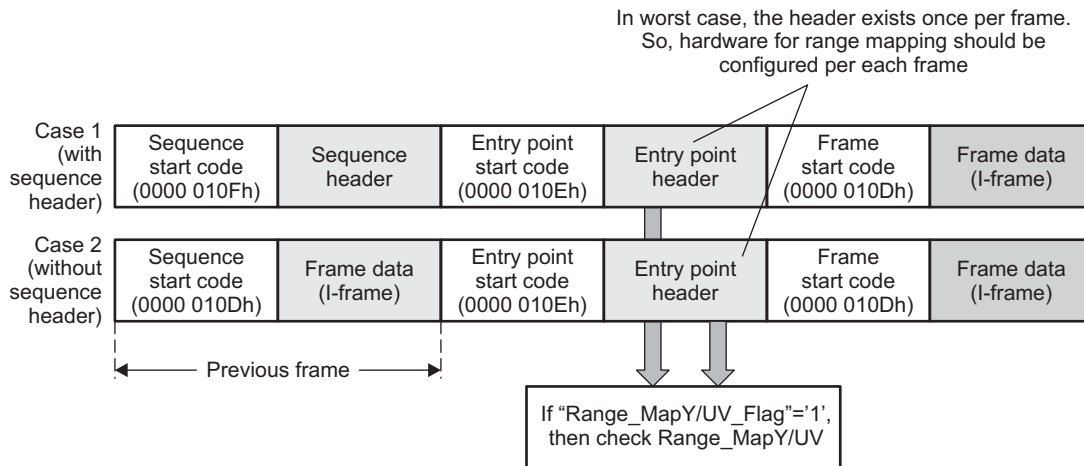 In worst case, the header exists once per frame.
So, hardware for range mapping should be
configured per each frame
Case 1
(with
sequence
header)
Sequence
start code
(0000 010Fh)
Sequence
header
Entry point
start code
(0000 010Eh)
Entry point
header
Frame
start code
(0000 010Dh)
Frame data
(I-frame)
Case 2
(without
sequence
header)
Sequence
start code
(0000 010Dh)
Frame data
(I-frame)
Entry point
start code
(0000 010Eh)
Entry point
header
Frame
start code
(0000 010Dh)
Frame data
(I-frame)
Previous frame
If “Range_MapY/UV_Flag”=’1’,
then check Range_MapY/UV